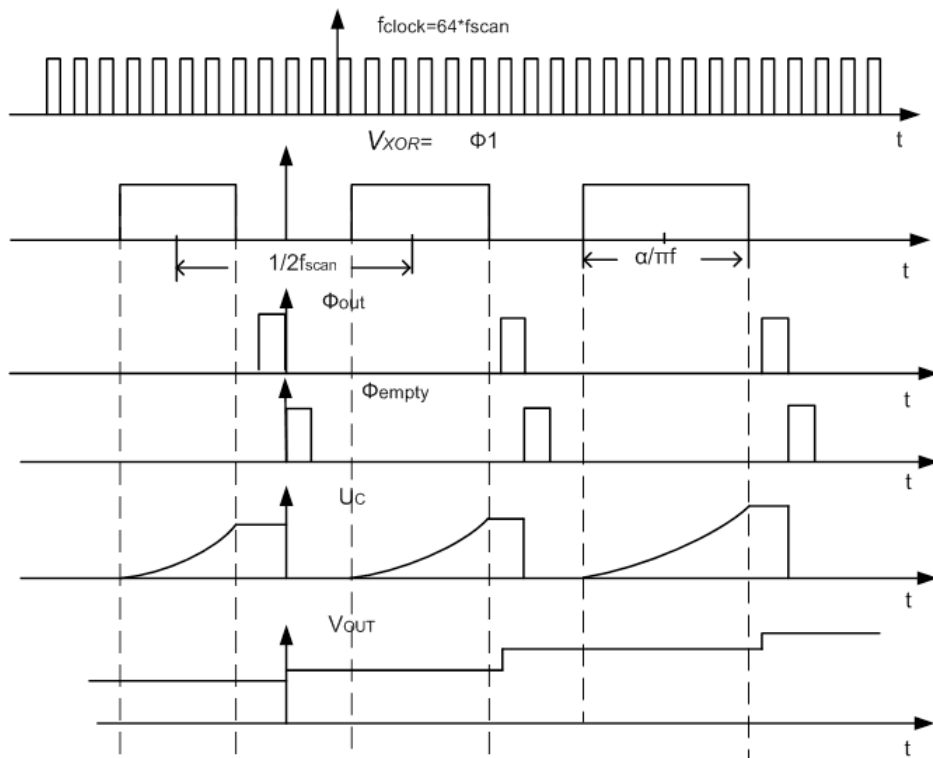 fclock=64*fscan
t
VXOR= Φ1
1/2fscan
α/πf
t
Φout
t
Φempty
t
UC
t
VOUT
t